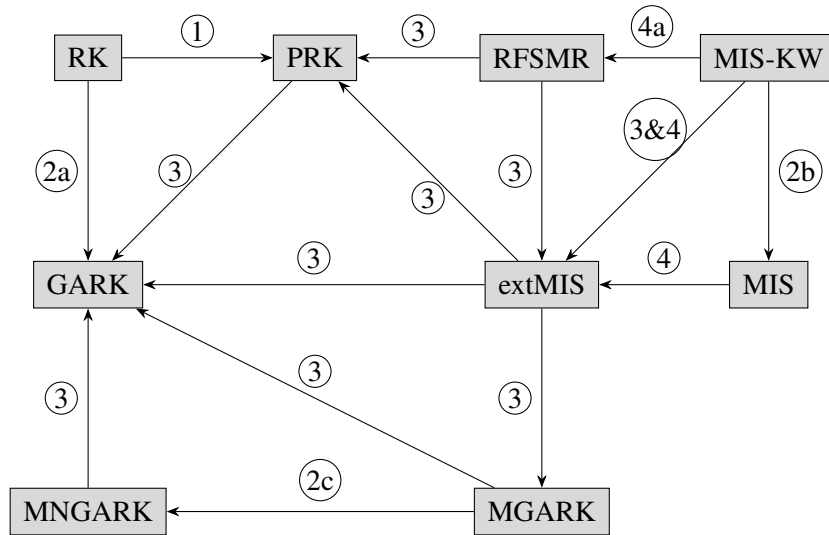 1
3
4a
RK
PRK
RFSMR
MIS-KW
3&4
2a
3
3
2b
3
3
4
GARK
extMIS
MIS
3
3
3
2c
MNGARK
MGARK